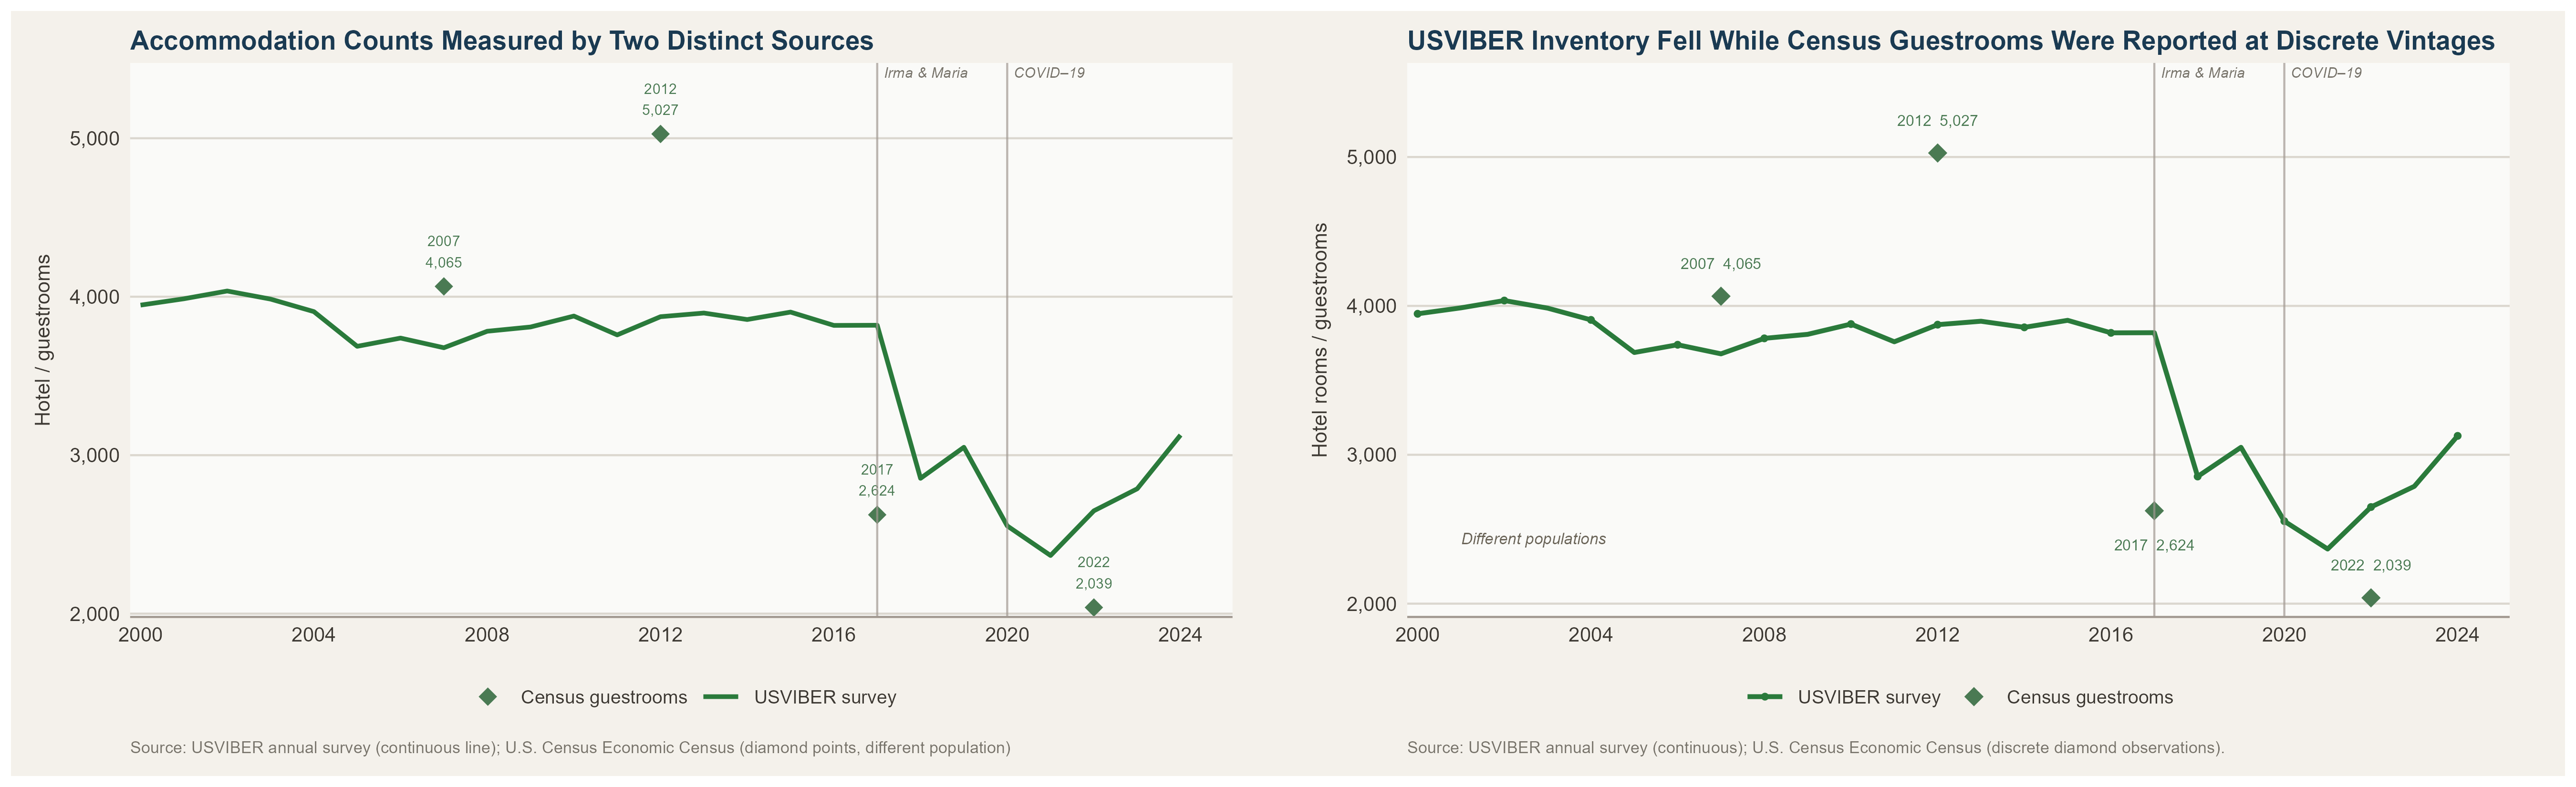 Accommodation Counts Measured by Two Distinct Sources
Irma & Maria
COVID–19
2012
5,027
5,000
2007
4,065
4,000
Hotel / guestrooms
3,000
2017
2,624
2022
2,039
2,000
2000 2004 2008 2012 2016 2020 2024
Census guestrooms
USVIBER survey
Source: USVIBER annual survey (continuous line); U.S. Census Economic Census (diamond points, different population)
USVIBER Inventory Fell While Census Guestrooms Were Reported at Discrete Vintages
Irma & Maria
COVID–19
2012 5,027
5,000
2007 4,065
4,000
Hotel rooms / guestrooms
3,000
Different populations
2017 2,624
2022 2,039
2,000
2000 2004 2008 2012 2016 2020 2024
USVIBER survey
Census guestrooms
Source: USVIBER annual survey (continuous); U.S. Census Economic Census (discrete diamond observations).